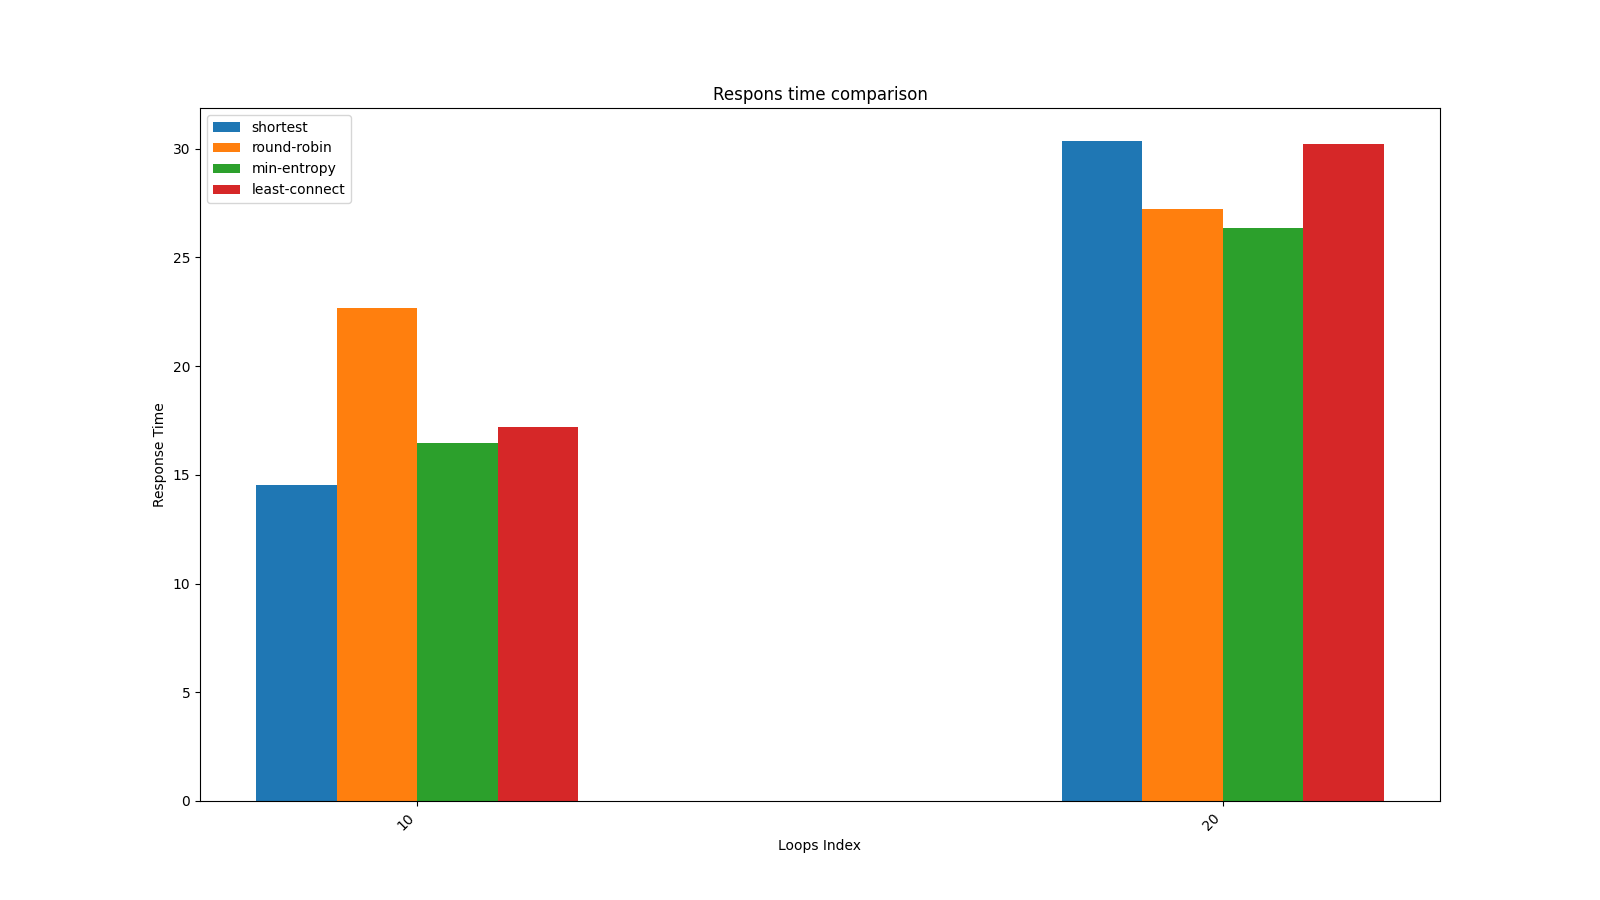 Respons time comparison
shortest
round-robin
min-entropy
least-connect
Response Time
30
25
20
15
10
5
0
10
20
Loops Index